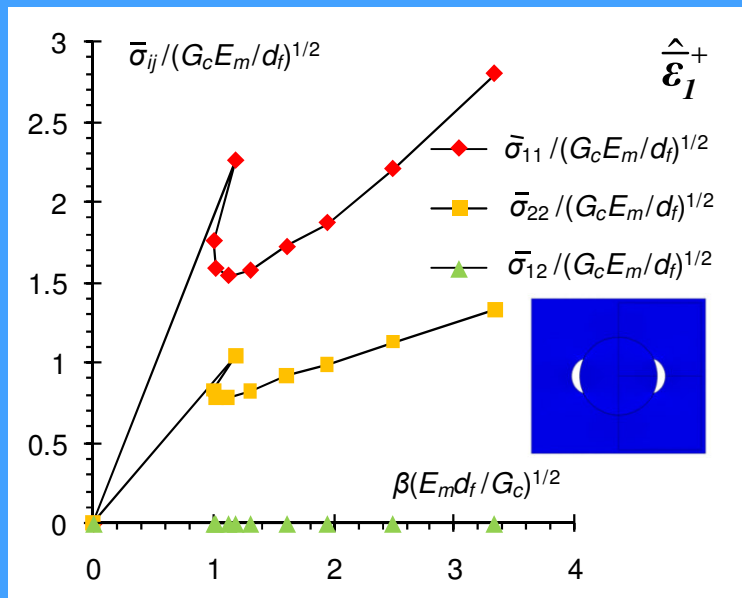 σ̄ij/(GcEm/df)1/2
ε̂̄1+
σ̄11/(GcEm/df)1/2
σ̄22/(GcEm/df)1/2
σ̄12/(GcEm/df)1/2
β(Emdf/Gc)1/2
3
2.5
2
1.5
1
0.5
0
0 1 2 3 4